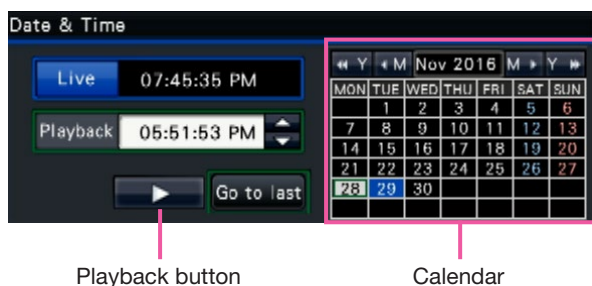 Date & Time
Live 07:45:35 PM
Playback 05:51:53 PM
Go to last
Y M Nov 2016 M Y
MON TUE WED THU FRI SAT SUN
1 2 3 4 5 6
7 8 9 10 11 12 13
14 15 16 17 18 19 20
21 22 23 24 25 26 27
28 29 30
Playback button
Calendar